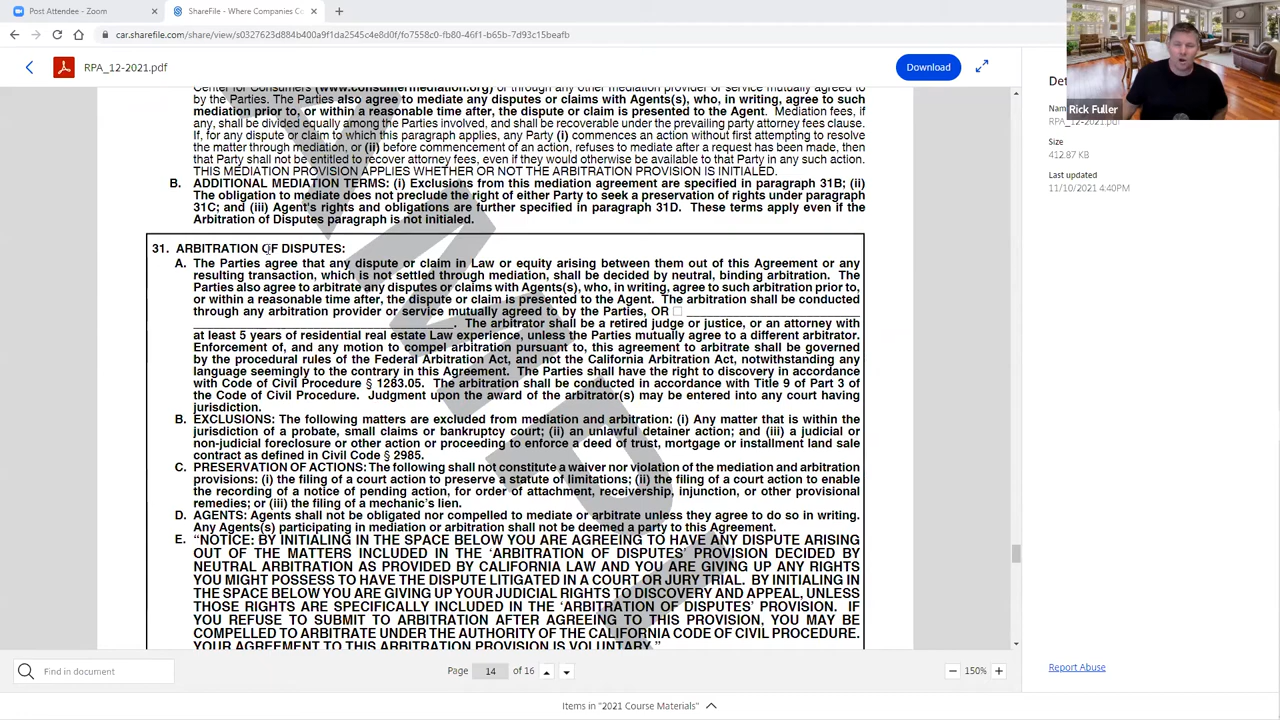 Post Attendee - Zoom
ShareFile - Where Companies Co
car.sharefile.com/share/view/s0327623d884b400a9f1da2545c4e8d0f/fo7558c0-fb80-46f1-b65b-7d93c15beafb
RPA_12-2021.pdf
Download
Rick Fuller
RPA_12-2021.pdf
Size
412.87 KB
Last updated
11/10/2021 4:40PM
Center for Consumers (www.consumermediation.org) or through any other mediation provider or service mutually agreed to
by the Parties. The Parties also agree to mediate any disputes or claims with Agents(s), who, in writing, agree to such
mediation prior to, or within a reasonable time after, the dispute or claim is presented to the Agent. Mediation fees, if
any, shall be divided equally among the Parties involved, and shall be recoverable under the prevailing party attorney fees clause.
If, for any dispute or claim to which this paragraph applies, any Party (i) commences an action without first attempting to resolve
the matter through mediation, or (ii) before commencement of an action, refuses to mediate after a request has been made, then
that Party shall not be entitled to recover attorney fees, even if they would otherwise be available to that Party in any such action.
THIS MEDIATION PROVISION APPLIES WHETHER OR NOT THE ARBITRATION PROVISION IS INITIALED.
B. ADDITIONAL MEDIATION TERMS: (i) Exclusions from this mediation agreement are specified in paragraph 31B; (ii)
The obligation to mediate does not preclude the right of either Party to seek a preservation of rights under paragraph
31C; and (iii) Agent's rights and obligations are further specified in paragraph 31D. These terms apply even if the
Arbitration of Disputes paragraph is not initialed.
31. ARBITRATION OF DISPUTES:
A. The Parties agree that any dispute or claim in Law or equity arising between them out of this Agreement or any
resulting transaction, which is not settled through mediation, shall be decided by neutral, binding arbitration. The
Parties also agree to arbitrate any disputes or claims with Agents(s), who, in writing, agree to such arbitration prior to,
or within a reasonable time after, the dispute or claim is presented to the Agent. The arbitration shall be conducted
through any arbitration provider or service mutually agreed to by the Parties, OR ☐ ____________________________
__________________________________________. The arbitrator shall be a retired judge or justice, or an attorney with
at least 5 years of residential real estate Law experience, unless the Parties mutually agree to a different arbitrator.
Enforcement of, and any motion to compel arbitration pursuant to, this agreement to arbitrate shall be governed
by the procedural rules of the Federal Arbitration Act, and not the California Arbitration Act, notwithstanding any
language seemingly to the contrary in this Agreement. The Parties shall have the right to discovery in accordance
with Code of Civil Procedure § 1283.05. The arbitration shall be conducted in accordance with Title 9 of Part 3 of
the Code of Civil Procedure. Judgment upon the award of the arbitrator(s) may be entered into any court having
jurisdiction.
B. EXCLUSIONS: The following matters are excluded from mediation and arbitration: (i) Any matter that is within the
jurisdiction of a probate, small claims or bankruptcy court; (ii) an unlawful detainer action; and (iii) a judicial or
non-judicial foreclosure or other action or proceeding to enforce a deed of trust, mortgage or installment land sale
contract as defined in Civil Code § 2985.
C. PRESERVATION OF ACTIONS: The following shall not constitute a waiver nor violation of the mediation and arbitration
provisions: (i) the filing of a court action to preserve a statute of limitations; (ii) the filing of a court action to enable
the recording of a notice of pending action, for order of attachment, receivership, injunction, or other provisional
remedies; or (iii) the filing of a mechanic's lien.
D. AGENTS: Agents shall not be obligated nor compelled to mediate or arbitrate unless they agree to do so in writing.
Any Agents(s) participating in mediation or arbitration shall not be deemed a party to this Agreement.
E. "NOTICE: BY INITIALING IN THE SPACE BELOW YOU ARE AGREEING TO HAVE ANY DISPUTE ARISING
OUT OF THE MATTERS INCLUDED IN THE 'ARBITRATION OF DISPUTES' PROVISION DECIDED BY
NEUTRAL ARBITRATION AS PROVIDED BY CALIFORNIA LAW AND YOU ARE GIVING UP ANY RIGHTS
YOU MIGHT POSSESS TO HAVE THE DISPUTE LITIGATED IN A COURT OR JURY TRIAL. BY INITIALING IN
THE SPACE BELOW YOU ARE GIVING UP YOUR JUDICIAL RIGHTS TO DISCOVERY AND APPEAL, UNLESS
THOSE RIGHTS ARE SPECIFICALLY INCLUDED IN THE 'ARBITRATION OF DISPUTES' PROVISION. IF
YOU REFUSE TO SUBMIT TO ARBITRATION AFTER AGREEING TO THIS PROVISION, YOU MAY BE
COMPELLED TO ARBITRATE UNDER THE AUTHORITY OF THE CALIFORNIA CODE OF CIVIL PROCEDURE.
YOUR AGREEMENT TO THIS ARBITRATION PROVISION IS VOLUNTARY."
Find in document
Page 14 of 16
150%
Report Abuse
Items in "2021 Course Materials"